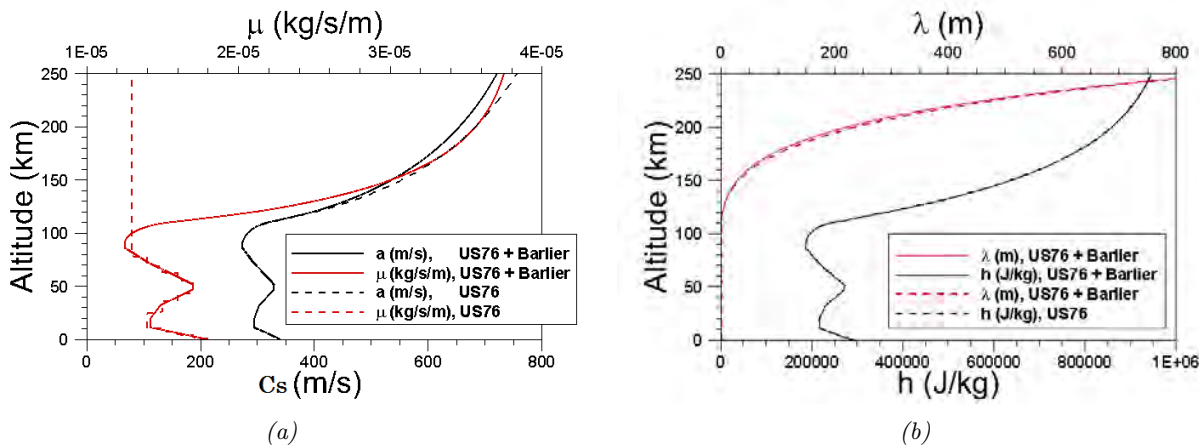 μ (kg/s/m)
1E-05 2E-05 3E-05 4E-05
250
200
150
100
50
0
Altitude (km)
a (m/s), US76 + Barlier
μ (kg/s/m), US76 + Barlier
a (m/s), US76
μ (kg/s/m), US76
0 200 400 600 800
Cs (m/s)
(a)
λ (m)
0 200 400 600 800
250
200
150
100
50
0
Altitude (km)
λ (m), US76 + Barlier
h (J/kg), US76 + Barlier
λ (m), US76 + Barlier
h (J/kg), US76
0 200000 400000 600000 800000 1E+06
h (J/kg)
(b)